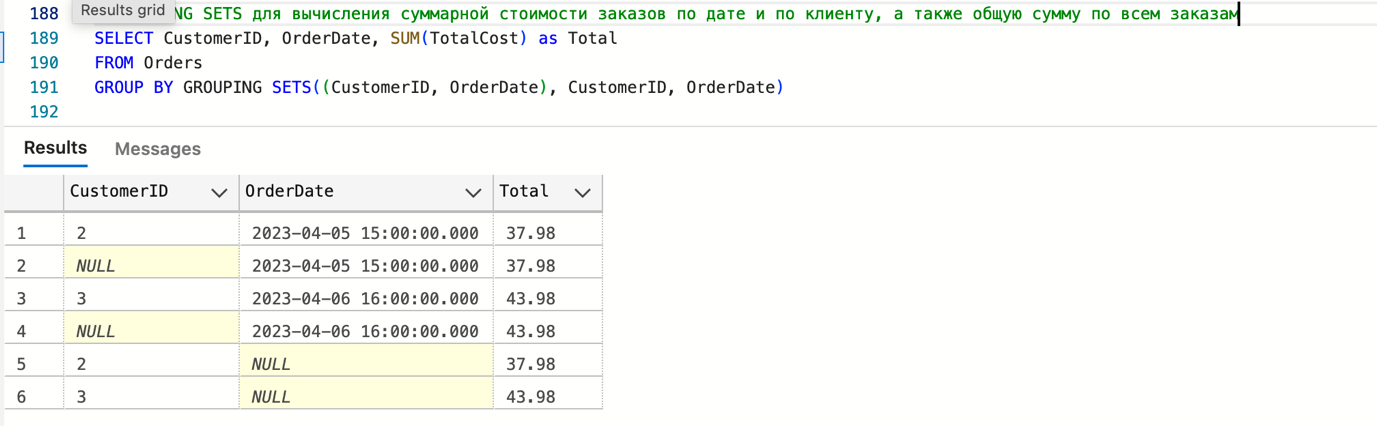 Results grid
188 NG SETS для вычисления суммарной стоимости заказов по дате и по клиенту, а также общую сумму по всем заказам
189 SELECT CustomerID, OrderDate, SUM(TotalCost) as Total
190 FROM Orders
191 GROUP BY GROUPING SETS((CustomerID, OrderDate), CustomerID, OrderDate)
192
Results Messages
CustomerID OrderDate Total
1 2 2023-04-05 15:00:00.000 37.98
2 NULL 2023-04-05 15:00:00.000 37.98
3 3 2023-04-06 16:00:00.000 43.98
4 NULL 2023-04-06 16:00:00.000 43.98
5 2 NULL 37.98
6 3 NULL 43.98